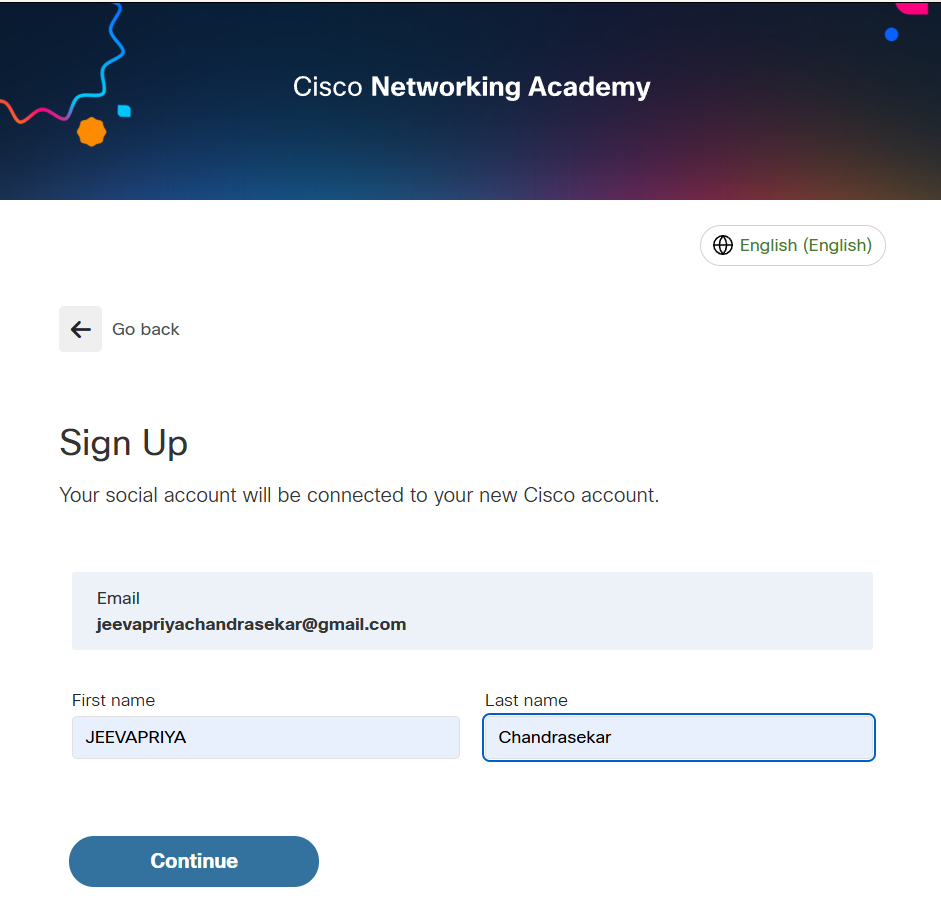 Cisco Networking Academy
English (English)
Go back
Sign Up
Your social account will be connected to your new Cisco account.
Email
jeevapriyachandrasekar@gmail.com
First name Last name
JEEVAPRIYA Chandrasekar
Continue